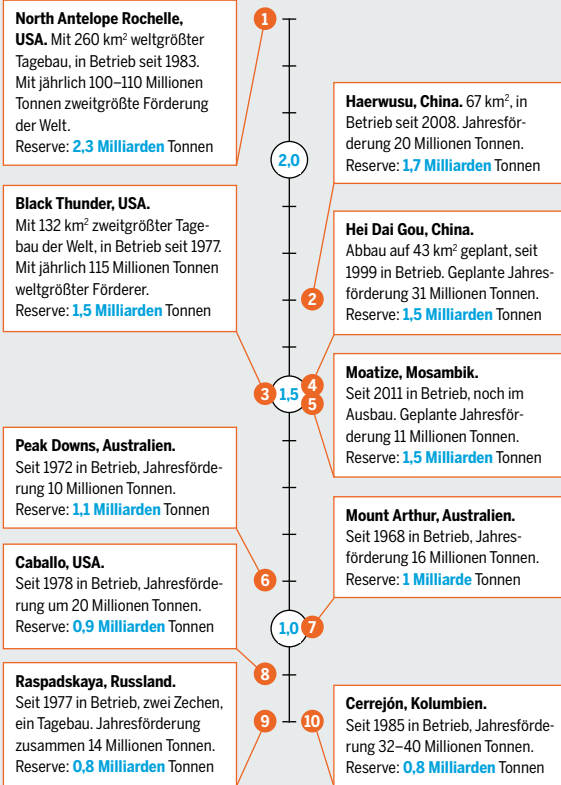 North Antelope Rochelle,
USA. Mit 260 km² weltgrößter
Tagebau, in Betrieb seit 1983.
Mit jährlich 100–110 Millionen
Tonnen zweitgrößte Förderung
der Welt.
Reserve: 2,3 Milliarden Tonnen
1
Haerwusu, China. 67 km², in
Betrieb seit 2008. Jahresför-
derung 20 Millionen Tonnen.
Reserve: 1,7 Milliarden Tonnen
2,0
2
Black Thunder, USA.
Mit 132 km² zweitgrößter Tage-
bau der Welt, in Betrieb seit 1977.
Mit jährlich 115 Millionen Tonnen
weltgrößter Förderer.
Reserve: 1,5 Milliarden Tonnen
3
Hei Dai Gou, China.
Abbau auf 43 km² geplant, seit
1999 in Betrieb. Geplante Jahres-
förderung 31 Millionen Tonnen.
Reserve: 1,5 Milliarden Tonnen
1,5
4
5
Moatize, Mosambik.
Seit 2011 in Betrieb, noch im
Ausbau. Geplante Jahresför-
derung 11 Millionen Tonnen.
Reserve: 1,5 Milliarden Tonnen
Peak Downs, Australien.
Seit 1972 in Betrieb, Jahresförde-
rung 10 Millionen Tonnen.
Reserve: 1,1 Milliarden Tonnen
6
Mount Arthur, Australien.
Seit 1968 in Betrieb, Jahres-
förderung 16 Millionen Tonnen.
Reserve: 1 Milliarde Tonnen
1,0
7
Caballo, USA.
Seit 1978 in Betrieb, Jahresförde-
rung um 20 Millionen Tonnen.
Reserve: 0,9 Milliarden Tonnen
8
Raspadskaya, Russland.
Seit 1977 in Betrieb, zwei Zechen,
ein Tagebau. Jahresförderung
zusammen 14 Millionen Tonnen.
Reserve: 0,8 Milliarden Tonnen
9
10
Cerrejón, Kolumbien.
Seit 1985 in Betrieb, Jahresförde-
rung 32–40 Millionen Tonnen.
Reserve: 0,8 Milliarden Tonnen